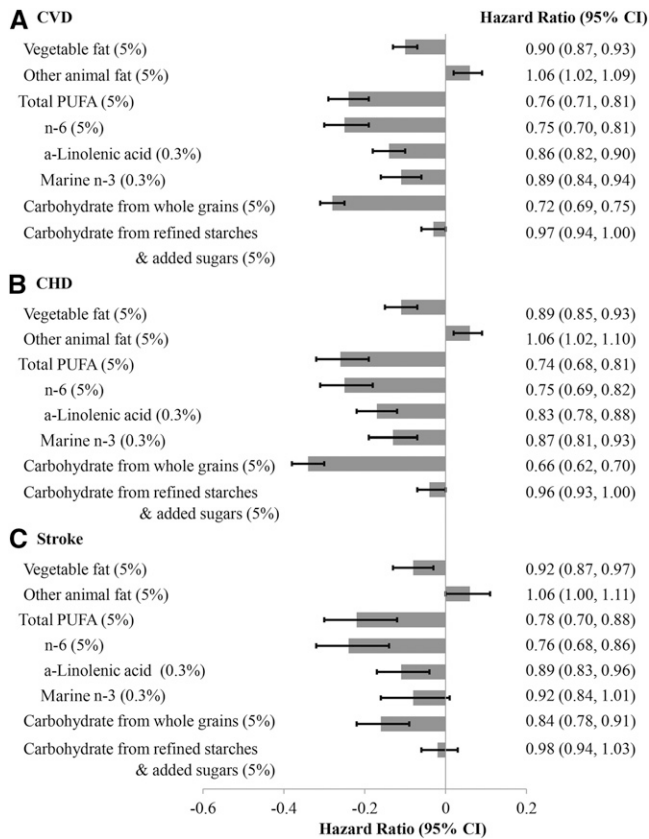 A CVD Hazard Ratio (95% CI)
Vegetable fat (5%) 0.90 (0.87, 0.93)
Other animal fat (5%) 1.06 (1.02, 1.09)
Total PUFA (5%) 0.76 (0.71, 0.81)
n-6 (5%) 0.75 (0.70, 0.81)
a-Linolenic acid (0.3%) 0.86 (0.82, 0.90)
Marine n-3 (0.3%) 0.89 (0.84, 0.94)
Carbohydrate from whole grains (5%) 0.72 (0.69, 0.75)
Carbohydrate from refined starches 0.97 (0.94, 1.00)
& added sugars (5%)
B CHD
Vegetable fat (5%) 0.89 (0.85, 0.93)
Other animal fat (5%) 1.06 (1.02, 1.10)
Total PUFA (5%) 0.74 (0.68, 0.81)
n-6 (5%) 0.75 (0.69, 0.82)
a-Linolenic acid (0.3%) 0.83 (0.78, 0.88)
Marine n-3 (0.3%) 0.87 (0.81, 0.93)
Carbohydrate from whole grains (5%) 0.66 (0.62, 0.70)
Carbohydrate from refined starches 0.96 (0.93, 1.00)
& added sugars (5%)
C Stroke
Vegetable fat (5%) 0.92 (0.87, 0.97)
Other animal fat (5%) 1.06 (1.00, 1.11)
Total PUFA (5%) 0.78 (0.70, 0.88)
n-6 (5%) 0.76 (0.68, 0.86)
a-Linolenic acid (0.3%) 0.89 (0.83, 0.96)
Marine n-3 (0.3%) 0.92 (0.84, 1.01)
Carbohydrate from whole grains (5%) 0.84 (0.78, 0.91)
Carbohydrate from refined starches 0.98 (0.94, 1.03)
& added sugars (5%)
-0.6 -0.4 -0.2 0 0.2
Hazard Ratio (95% CI)